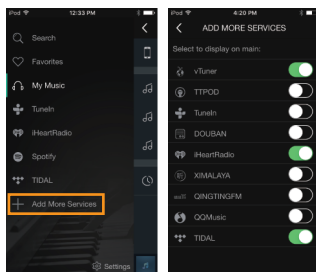 iPod 12:33 PM
Search
Favorites
My Music
TuneIn
iHeartRadio
Spotify
TIDAL
Add More Services
Settings
iPod 4:20 PM
ADD MORE SERVICES
Select to display on main:
vTuner
TTPOD
TuneIn
DOUBAN
iHeartRadio
XIMALAYA
QINGTINGFM
QQMusic
TIDAL